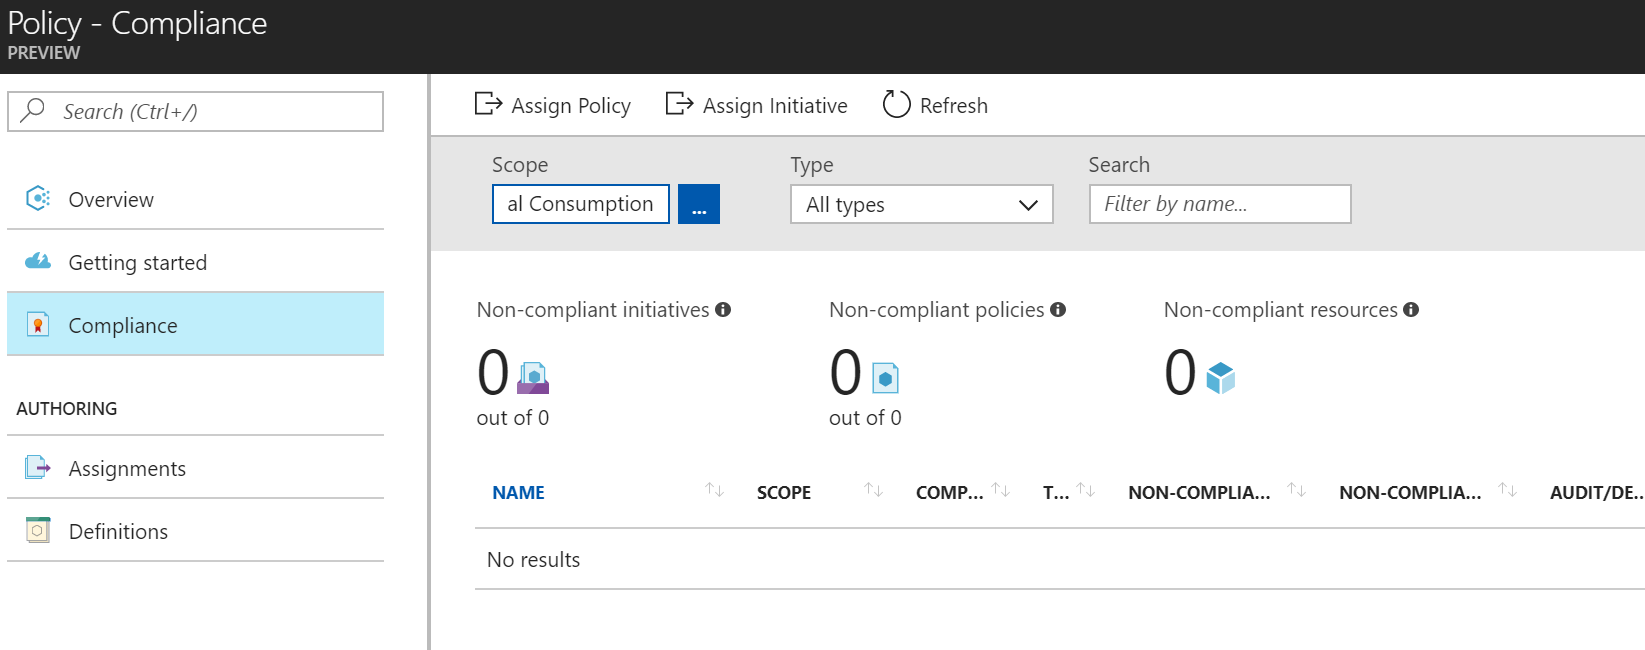 Policy - Compliance
PREVIEW
Search (Ctrl+/)
Overview
Getting started
Compliance
AUTHORING
Assignments
Definitions
Assign Policy Assign Initiative Refresh
Scope Type Search
al Consumption ... All types Filter by name...
Non-compliant initiatives Non-compliant policies Non-compliant resources
0 0 0
out of 0 out of 0
NAME SCOPE COMP... T... NON-COMPLIA... NON-COMPLIA... AUDIT/DE..
No results